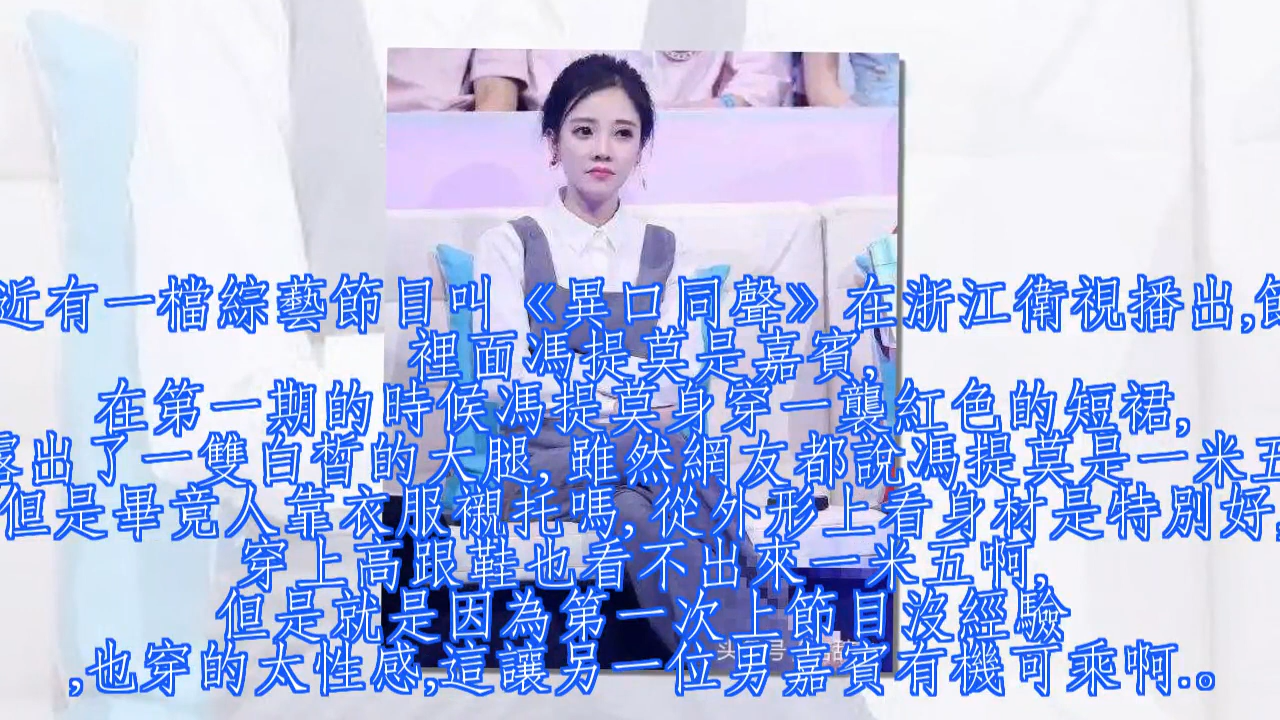 近有一檔綜藝節目叫《異口同聲》在浙江衛視播出,節
裡面馮提莫是嘉賓,
在第一期的時候馮提莫身穿一襲紅色的短裙,
露出了一雙白皙的大腿,雖然網友都說馮提莫是一米五
但是畢竟人靠衣服襯托嗎,從外形上看身材是特別好,
穿上高跟鞋也看不出來一米五啊,
但是就是因為第一次上節目沒經驗
,也穿的太性感,這讓另一位男嘉賓有機可乘啊.。